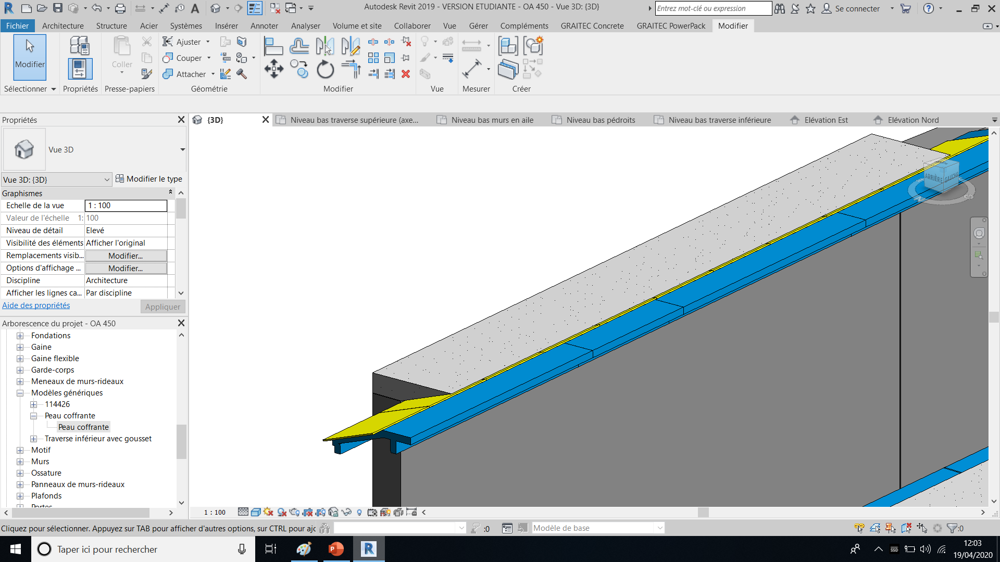 Autodesk Revit 2019 - VERSION ETUDIANTE - OA 450 - Vue 3D: {3D}
Entrez mot-clé ou expression
Se connecter
Fichier Architecture Structure Acier Systèmes Insérer Annoter Analyser Volume et site Collaborer Vue Gérer Compléments GRAITEC Concrete GRAITEC PowerPack Modifier
Modifier
Coller
Ajuster
Couper
Attacher
Sélectionner Propriétés Presse-papiers Géométrie Modifier Vue Mesurer Créer
Propriétés
{3D} Niveau bas traverse supérieure (axe... Niveau bas murs en aile Niveau bas pédroits Niveau bas traverse inférieure Elévation Est Elévation Nord
Vue 3D
Vue 3D: {3D} Modifier le type
Graphismes
Echelle de la vue 1 : 100
Valeur de l'échelle 1: 100
Niveau de détail Elevé
Visibilité des éléments Afficher l'original
Remplacements visib... Modifier...
Options d'affichage ... Modifier...
Discipline Architecture
Afficher les lignes ca... Par discipline
Aide des propriétés Appliquer
Arborescence du projet - OA 450
Fondations
Gaine
Gaine flexible
Garde-corps
Meneaux de murs-rideaux
Modèles génériques
114426
Peau coffrante
Peau coffrante
Traverse inférieur avec gousset
Motif
Murs
Ossature
Panneaux de murs-rideaux
Plafonds
Portes
ARRIÈRE GAUCHE
1 : 100
Cliquez pour sélectionner. Appuyez sur TAB pour afficher d'autres options, sur CTRL pour ajo
:0
Modèle de base
:0
Taper ici pour rechercher
12:03
19/04/2020